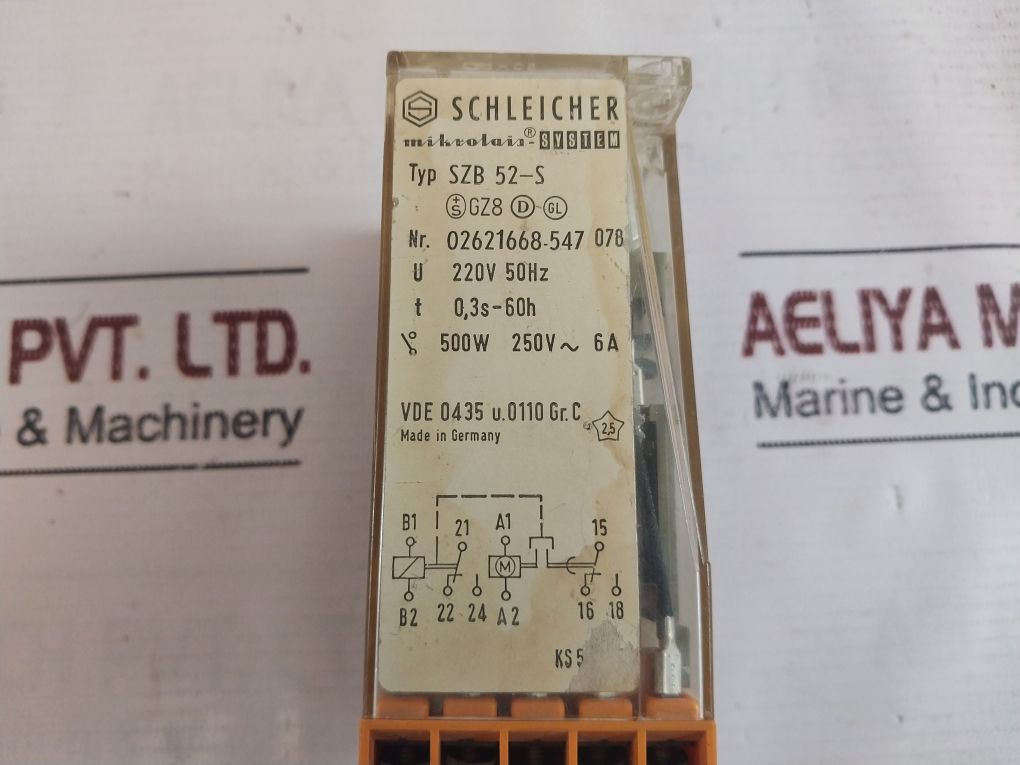 SCHLEICHER
mikrolais®-SYSTEM
Typ SZB 52-S
+S GZ8 D GL
Nr. 02621668-547 078
U 220V 50Hz
t 0,3s-60h
500W 250V~ 6A
VDE 0435 u.0110 Gr.C
2,5
Made in Germany
B1 21 A1 15
M
B2 22 24 A2 16 18
KS5
PVT. LTD.
& Machinery
AELIYA M
Marine & Ind